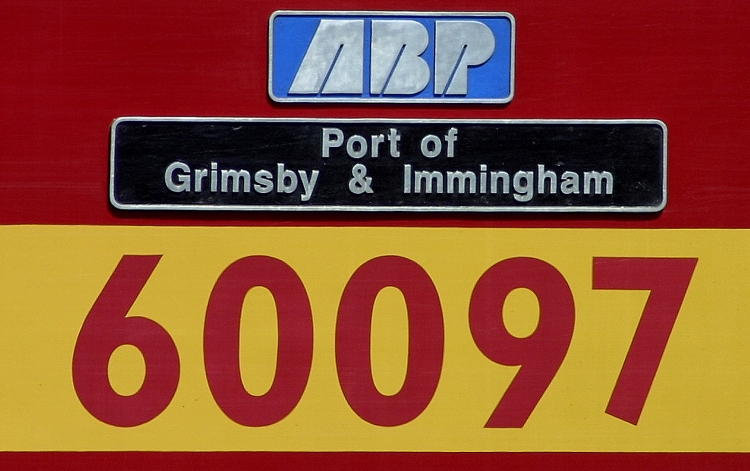 ABP
Port of
Grimsby & Immingham
60097